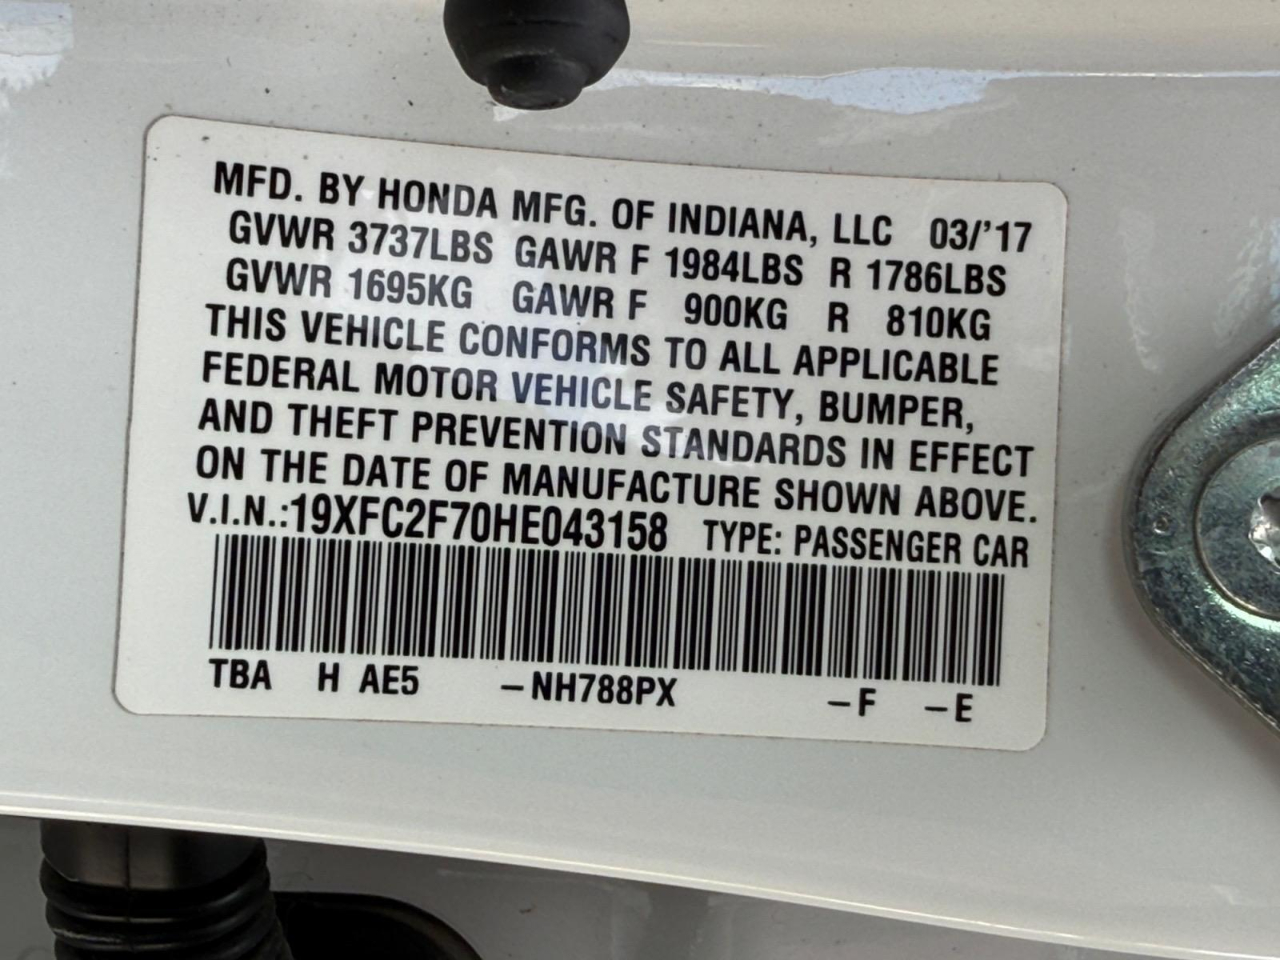 MFD. BY HONDA MFG. OF INDIANA, LLC 03/'17
GVWR 3737LBS GAWR F 1984LBS R 1786LBS
GVWR 1695KG GAWR F 900KG R 810KG
THIS VEHICLE CONFORMS TO ALL APPLICABLE
FEDERAL MOTOR VEHICLE SAFETY, BUMPER,
AND THEFT PREVENTION STANDARDS IN EFFECT
ON THE DATE OF MANUFACTURE SHOWN ABOVE.
V.I.N.:19XFC2F70HE043158 TYPE: PASSENGER CAR
TBA H AE5 –NH788PX –F –E